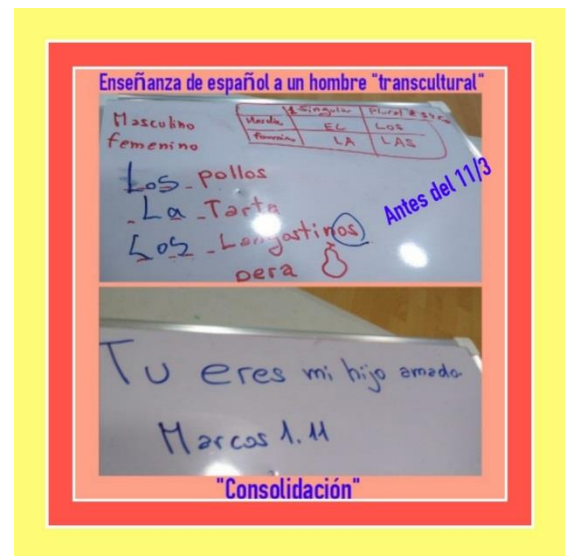 Enseñanza de español a un hombre "transcultural"
Masculino
femenino
Singular Plural
EL LOS
LA LAS
Los pollos
La Tarta
Los Langostinos
pera
Antes del 11/3
Tu eres mi hijo amado
Marcos 1.11
"Consolidación"